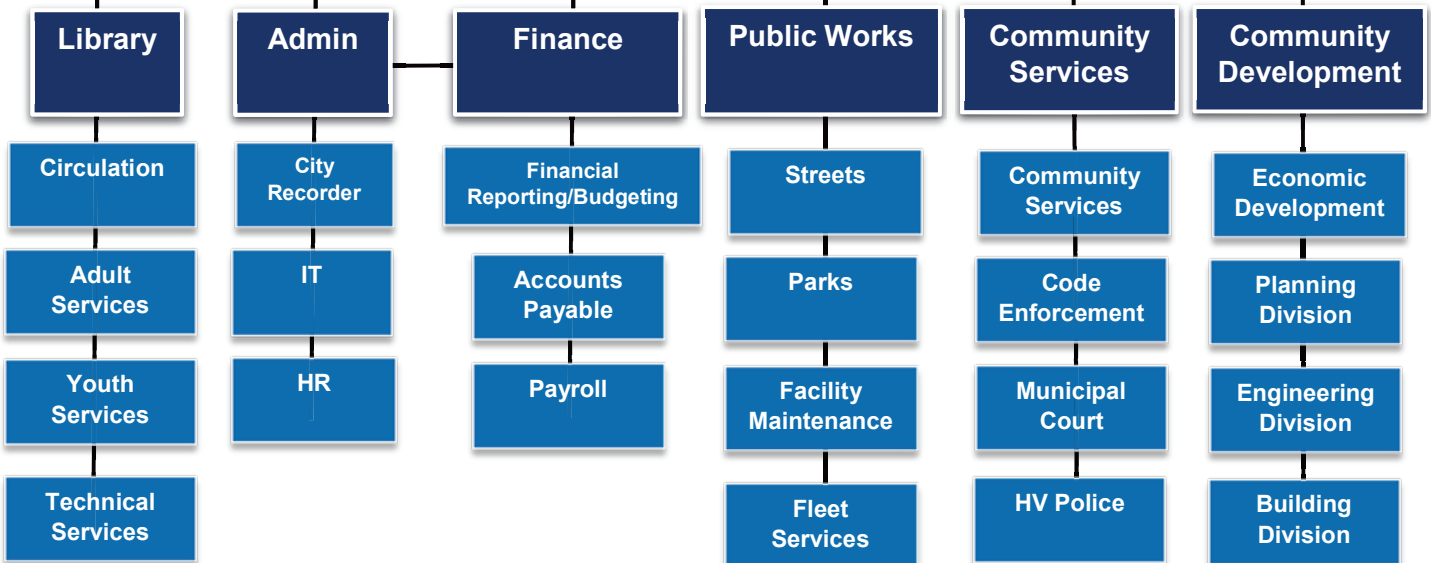 Library
Admin
Finance
Public Works
Community
Services
Community
Development
Circulation
City
Recorder
Financial
Reporting/Budgeting
Streets
Community
Services
Economic
Development
Adult
Services
IT
Accounts
Payable
Parks
Code
Enforcement
Planning
Division
Youth
Services
HR
Payroll
Facility
Maintenance
Municipal
Court
Engineering
Division
Technical
Services
Fleet
Services
HV Police
Building
Division